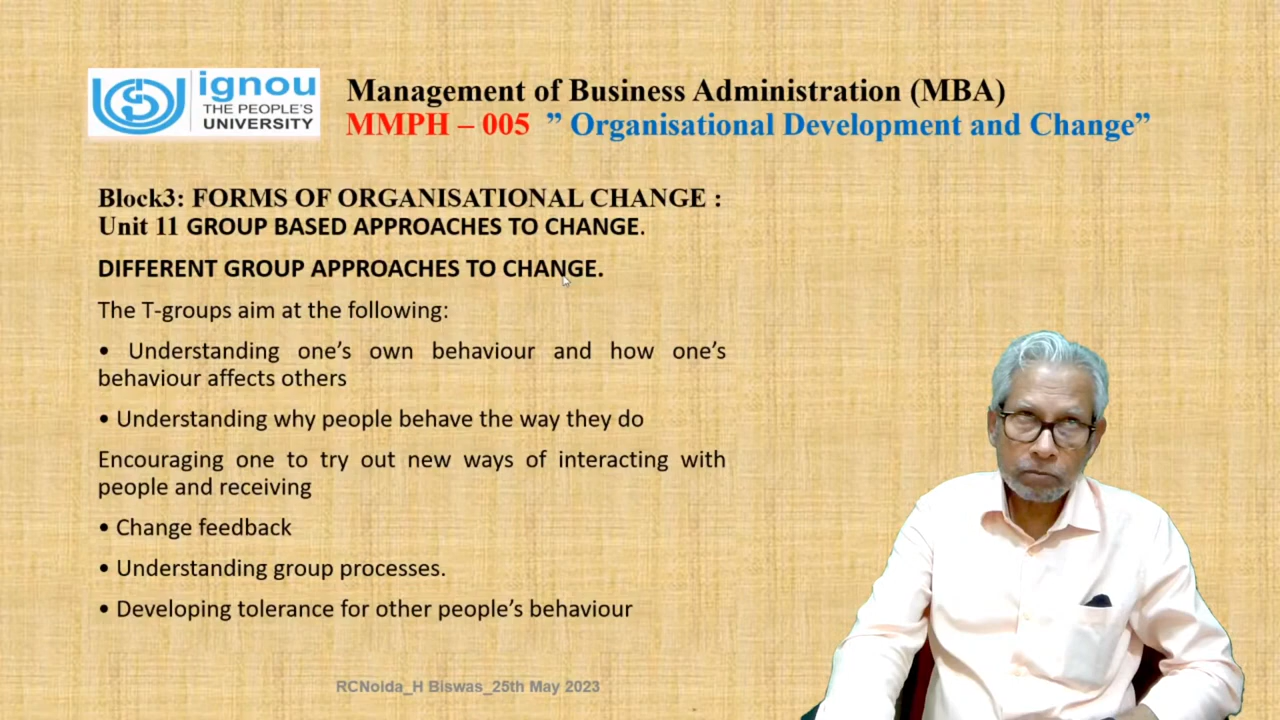 ignou
THE PEOPLE'S
UNIVERSITY
Management of Business Administration (MBA)
MMPH – 005 ” Organisational Development and Change”
Block3: FORMS OF ORGANISATIONAL CHANGE :
Unit 11 GROUP BASED APPROACHES TO CHANGE.
DIFFERENT GROUP APPROACHES TO CHANGE.
The T-groups aim at the following:
• Understanding one’s own behaviour and how one’s
behaviour affects others
• Understanding why people behave the way they do
Encouraging one to try out new ways of interacting with
people and receiving
• Change feedback
• Understanding group processes.
• Developing tolerance for other people’s behaviour
RCNoida_H Biswas_25th May 2023